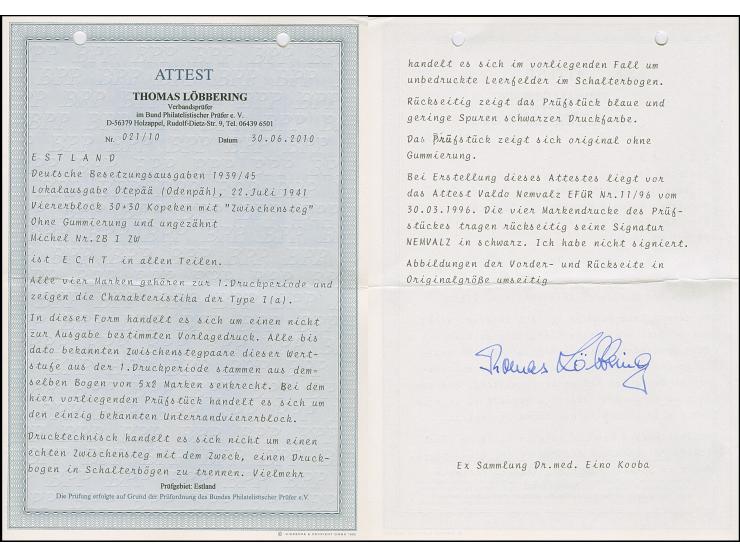 ATTEST
THOMAS LÖBBERING
Verbandsprüfer
im Bund Philatelistischer Prüfer e. V.
D-56379 Holzappel, Rudolf-Dietz-Str. 9, Tel. 06439 6501
Nr. 021/10 Datum 30.06.2010
ESTLAND
Deutsche Besetzungsausgaben 1939/45
Lokalausgabe Otepää (Odenpäh), 22.Juli 1941
Viererblock 30+30 Kopeken mit "Zwischensteg"
Ohne Gummierung und ungezähnt
Michel Nr.2B I ZW
ist ECHT in allen Teilen.
Alle vier Marken gehören zur 1.Druckperiode und
zeigen die Charakteristika der Type I(a).
In dieser Form handelt es sich um einen nicht
zur Ausgabe bestimmten Vorlagedruck. Alle bis
dato bekannten Zwischenstegpaare dieser Wert-
stufe aus der 1.Druckperiode stammen aus dem-
selben Bogen von 5x2 Marken senkrecht. Bei dem
hier vorliegenden Prüfstück handelt es sich um
den einzig bekannten Unterrandviererblock.
Drucktechnisch handelt es sich nicht um einen
echten Zwischensteg mit dem Zweck, einen Druck-
bogen in Schalterbögen zu trennen. Vielmehr
Prüfgebiet: Estland
Die Prüfung erfolgte auf Grund der Prüfordnung des Bundes Philatelistischer Prüfer e.V.
handelt es sich im vorliegenden Fall um
unbedruckte Leerfelder im Schalterbogen.
Rückseitig zeigt das Prüfstück blaue und
geringe Spuren schwarzer Druckfarbe.
Das Prüfstück zeigt sich original ohne
Gummierung.
Bei Erstellung dieses Attestes liegt vor
das Attest Valdo Nemvalz EFÜR Nr.11/96 vom
30.03.1996. Die vier Markendrucke des Prüf-
stückes tragen rückseitig seine Signatur
NEMVALZ in schwarz. Ich habe nicht signiert.
Abbildungen der Vorder- und Rückseite in
Originalgröße umseitig
Thomas Löbbering
Ex Sammlung Dr.med. Eino Kooba